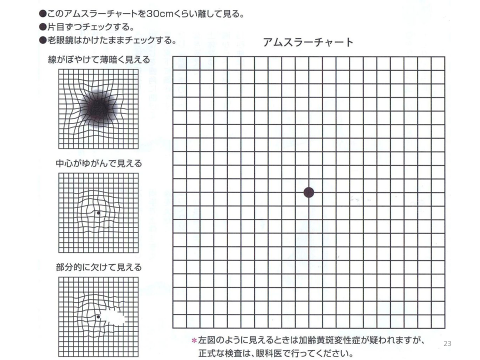 ●このアムスラーチャートを30cmくらい離して見る。
●片目ずつチェックする。
●老眼鏡はかけたままチェックする。
アムスラーチャート
線がぼやけて薄暗く見える
中心がゆがんで見える
部分的に欠けて見える
＊左図のように見えるときは加齢黄斑変性症が疑われますが、
正式な検査は、眼科医で行ってください。
23